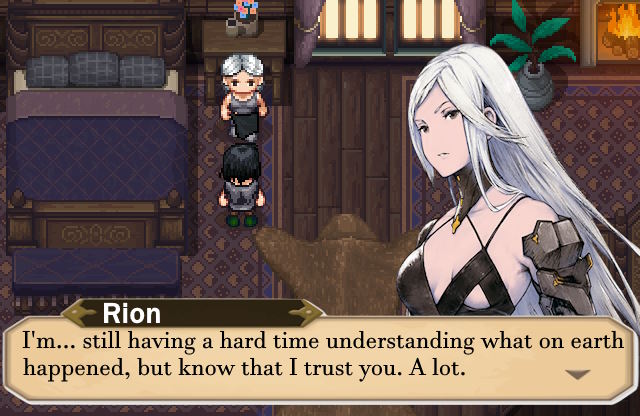 Rion
I'm... still having a hard time understanding what on earth
happened, but know that I trust you. A lot.